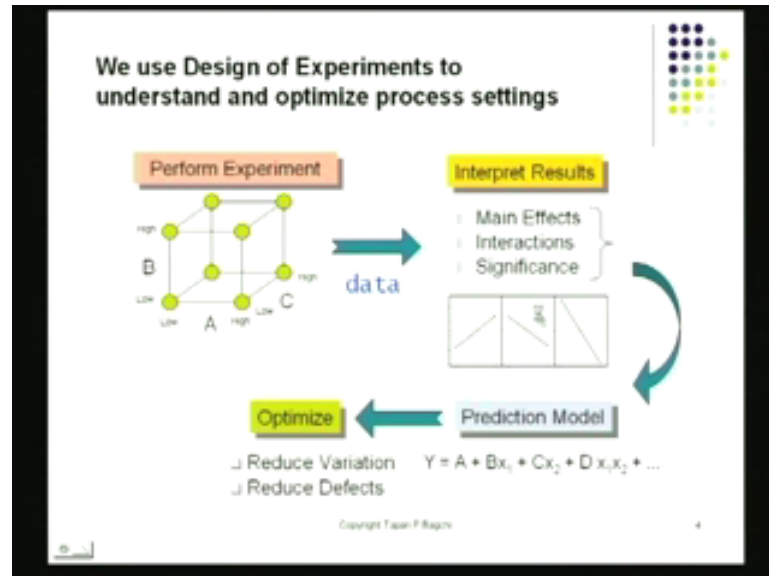 We use Design of Experiments to
understand and optimize process settings
Perform Experiment
High
B
Low
Low
A
High
Low
C
High
data
Interpret Results
Main Effects
Interactions
Significance
Prediction Model
Y = A + Bx₁ + Cx₂ + D x₁x₂ + ...
Optimize
Reduce Variation
Reduce Defects
Copyright Tapan P Bagchi
4